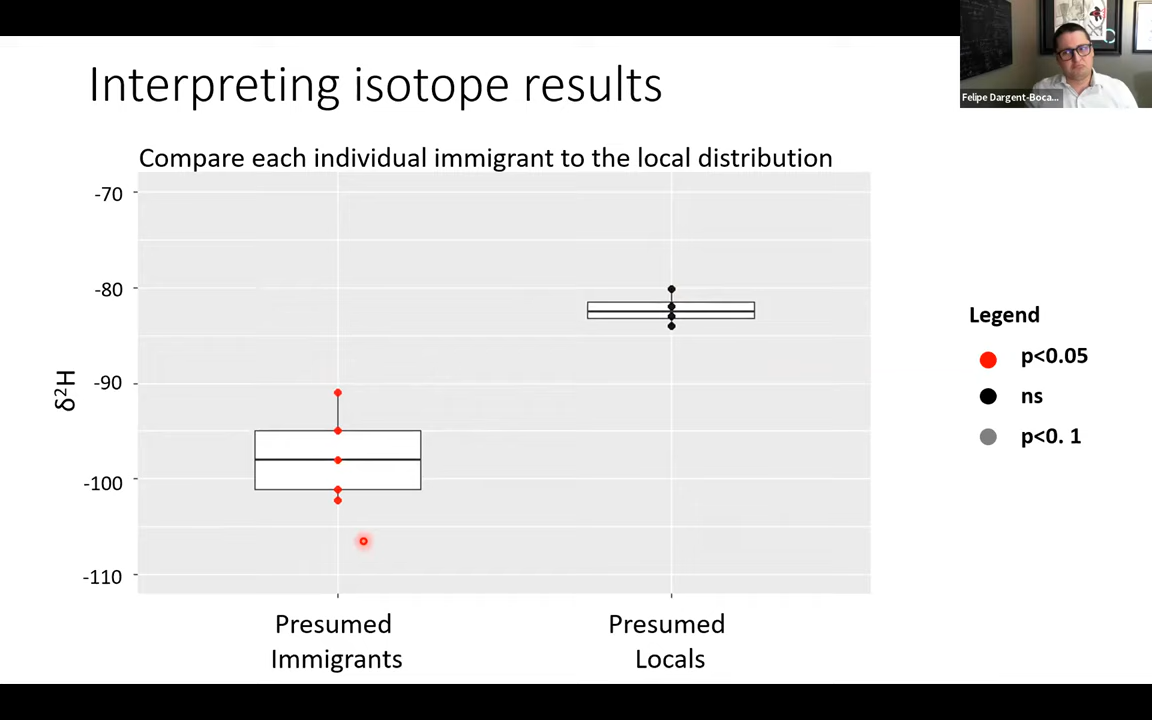 Interpreting isotope results
Felipe Dargent-Boca...
Compare each individual immigrant to the local distribution
-70
-80
-90
-100
-110
δ²H
Presumed
Immigrants
Presumed
Locals
Legend
p<0.05
ns
p<0. 1